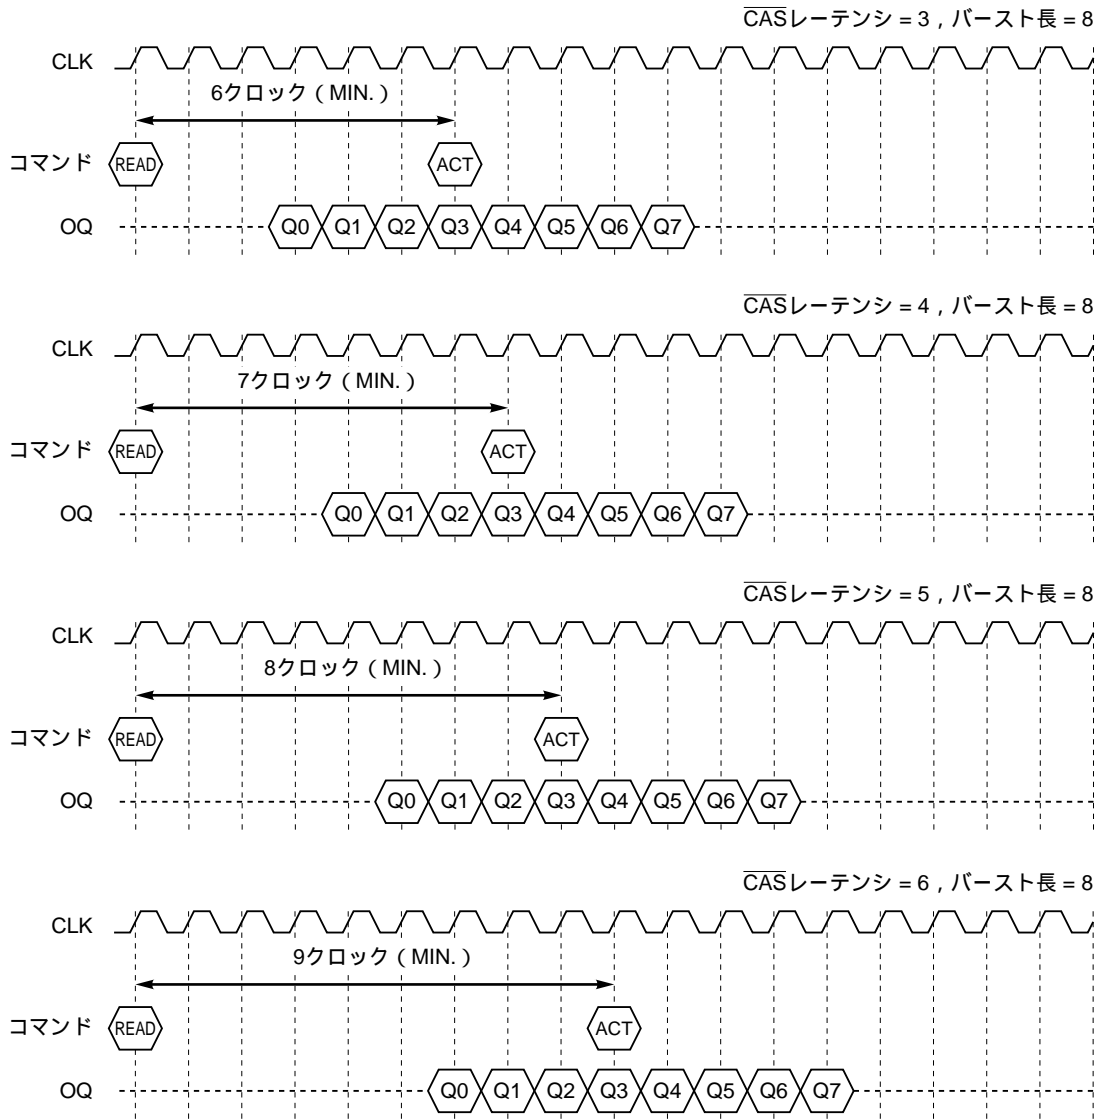 CASレーテンシ = 3 , バースト長 = 8
CLK
6クロック ( MIN. )
コマンド READ ACT
OQ Q0 Q1 Q2 Q3 Q4 Q5 Q6 Q7
CASレーテンシ = 4 , バースト長 = 8
CLK
7クロック ( MIN. )
コマンド READ ACT
OQ Q0 Q1 Q2 Q3 Q4 Q5 Q6 Q7
CASレーテンシ = 5 , バースト長 = 8
CLK
8クロック ( MIN. )
コマンド READ ACT
OQ Q0 Q1 Q2 Q3 Q4 Q5 Q6 Q7
CASレーテンシ = 6 , バースト長 = 8
CLK
9クロック ( MIN. )
コマンド READ ACT
OQ Q0 Q1 Q2 Q3 Q4 Q5 Q6 Q7